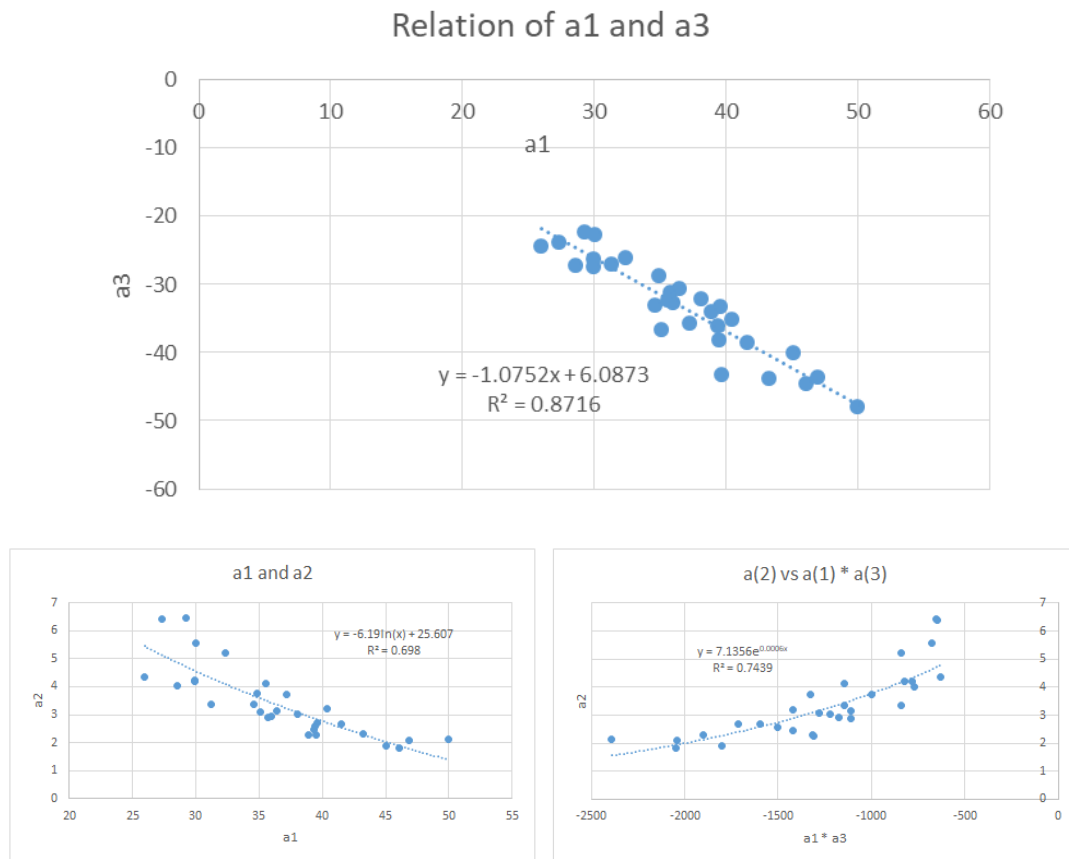 Relation of a1 and a3
0
0 10 20 30 40 50 60
a1
-10
-20
-30
-40
-50
-60
a3
y = -1.0752x + 6.0873
R² = 0.8716
a1 and a2
7
6
5
4
3
2
1
0
a2
y = -6.19ln(x) + 25.607
R² = 0.698
20 25 30 35 40 45 50 55
a1
a(2) vs a(1) * a(3)
a2
y = 7.1356e^0.0006x
R² = 0.7439
7
6
5
4
3
2
1
0
-2500 -2000 -1500 -1000 -500 0
a1 * a3